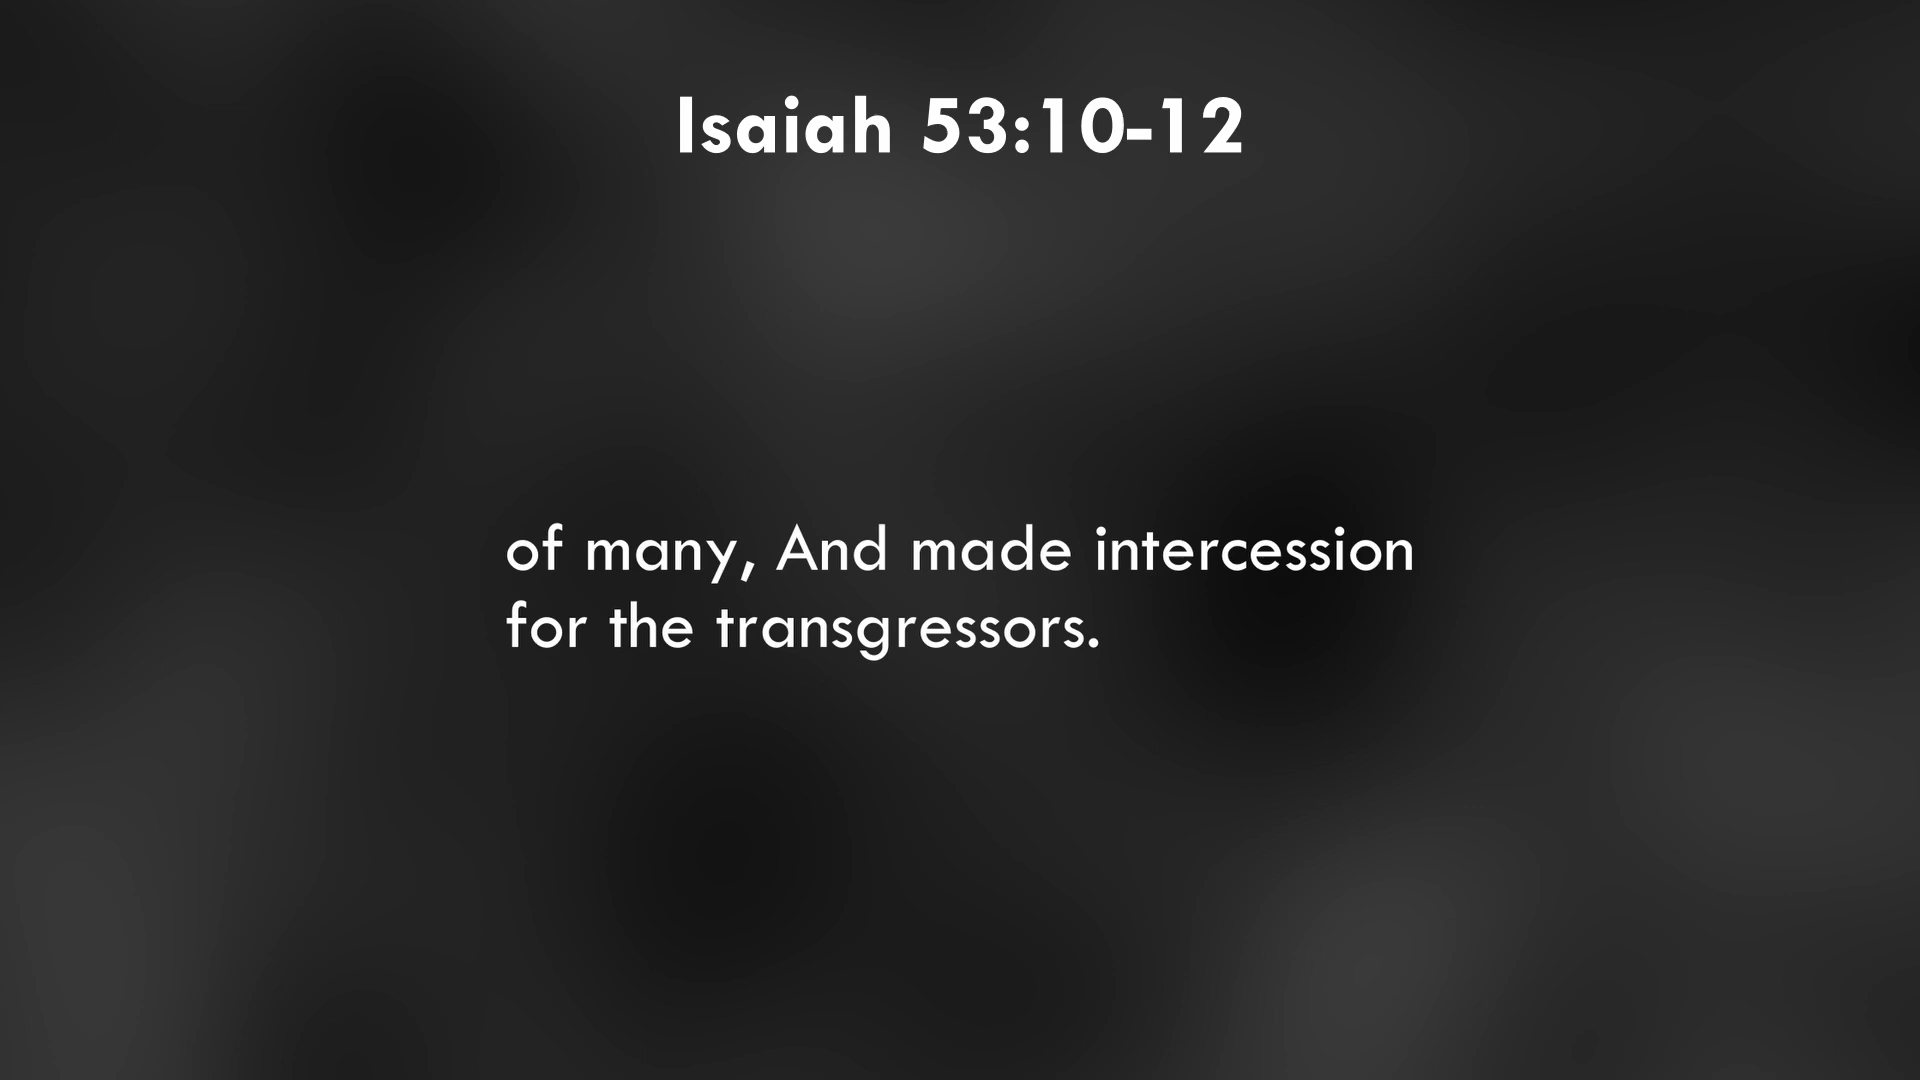 Isaiah 53:10-12
of many, And made intercession
for the transgressors.